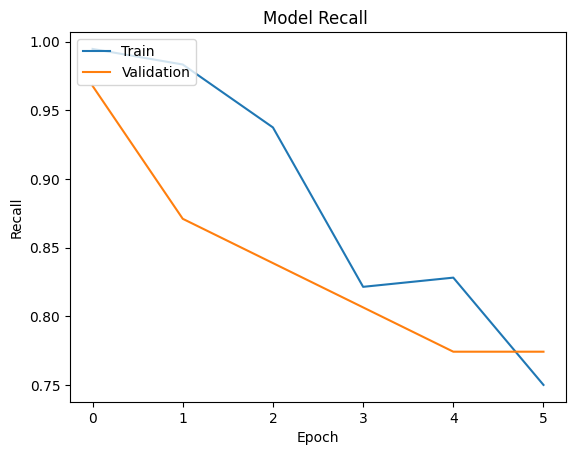 Model Recall
Train
Validation
1.00
0.95
0.90
0.85
0.80
0.75
Recall
0 1 2 3 4 5
Epoch